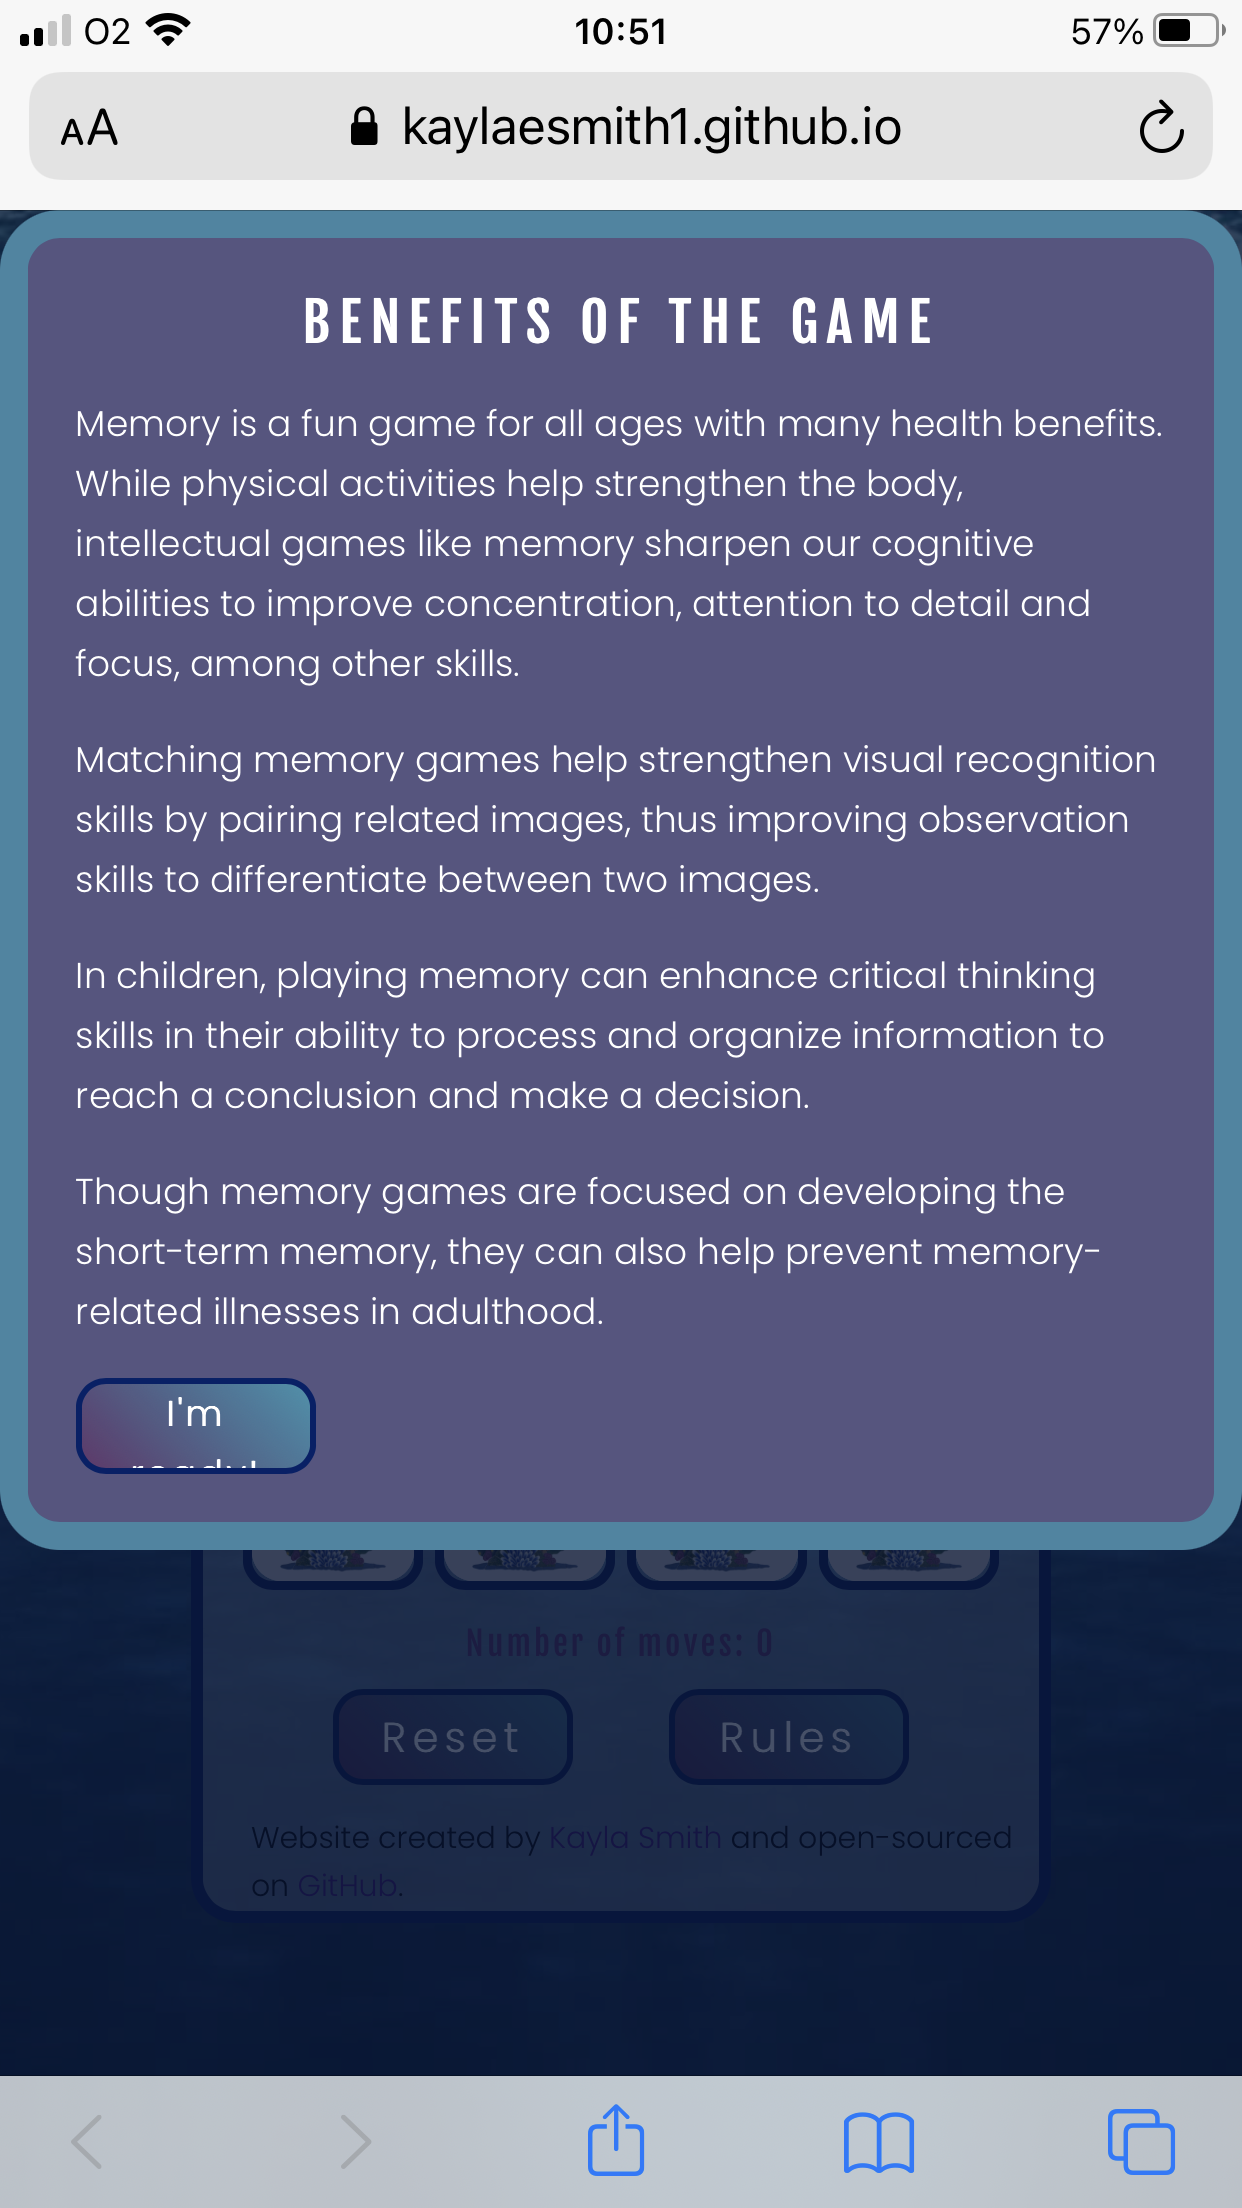 O2 10:51 57%
AA kaylaesmith1.github.io
BENEFITS OF THE GAME
Memory is a fun game for all ages with many health benefits.
While physical activities help strengthen the body,
intellectual games like memory sharpen our cognitive
abilities to improve concentration, attention to detail and
focus, among other skills.
Matching memory games help strengthen visual recognition
skills by pairing related images, thus improving observation
skills to differentiate between two images.
In children, playing memory can enhance critical thinking
skills in their ability to process and organize information to
reach a conclusion and make a decision.
Though memory games are focused on developing the
short-term memory, they can also help prevent memory-
related illnesses in adulthood.
I'm
ready!
Number of moves: 0
Reset Rules
Website created by Kayla Smith and open-sourced
on GitHub.